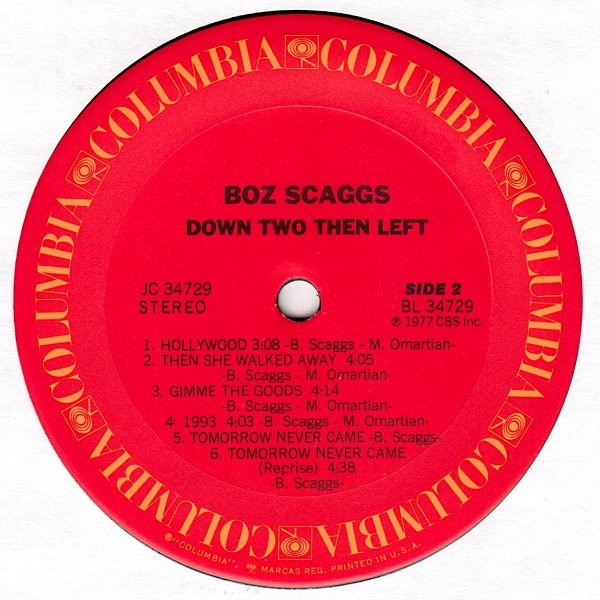 COLUMBIA COLUMBIA COLUMBIA COLUMBIA COLUMBIA COLUMBIA
BOZ SCAGGS
DOWN TWO THEN LEFT
JC 34729
STEREO
SIDE 2
BL 34729
℗ 1977 CBS Inc.
1. HOLLYWOOD 3:08 -B. Scaggs - M. Omartian-
2. THEN SHE WALKED AWAY 4:05
-B. Scaggs - M. Omartian-
3. GIMME THE GOODS 4:14
-B. Scaggs - M. Omartian-
4. 1993 4:03 -B. Scaggs - M. Omartian-
5. TOMORROW NEVER CAME -B. Scaggs-
6. TOMORROW NEVER CAME
(Reprise) 4:38
-B. Scaggs-
®"COLUMBIA", MARCAS REG. PRINTED IN U.S.A.